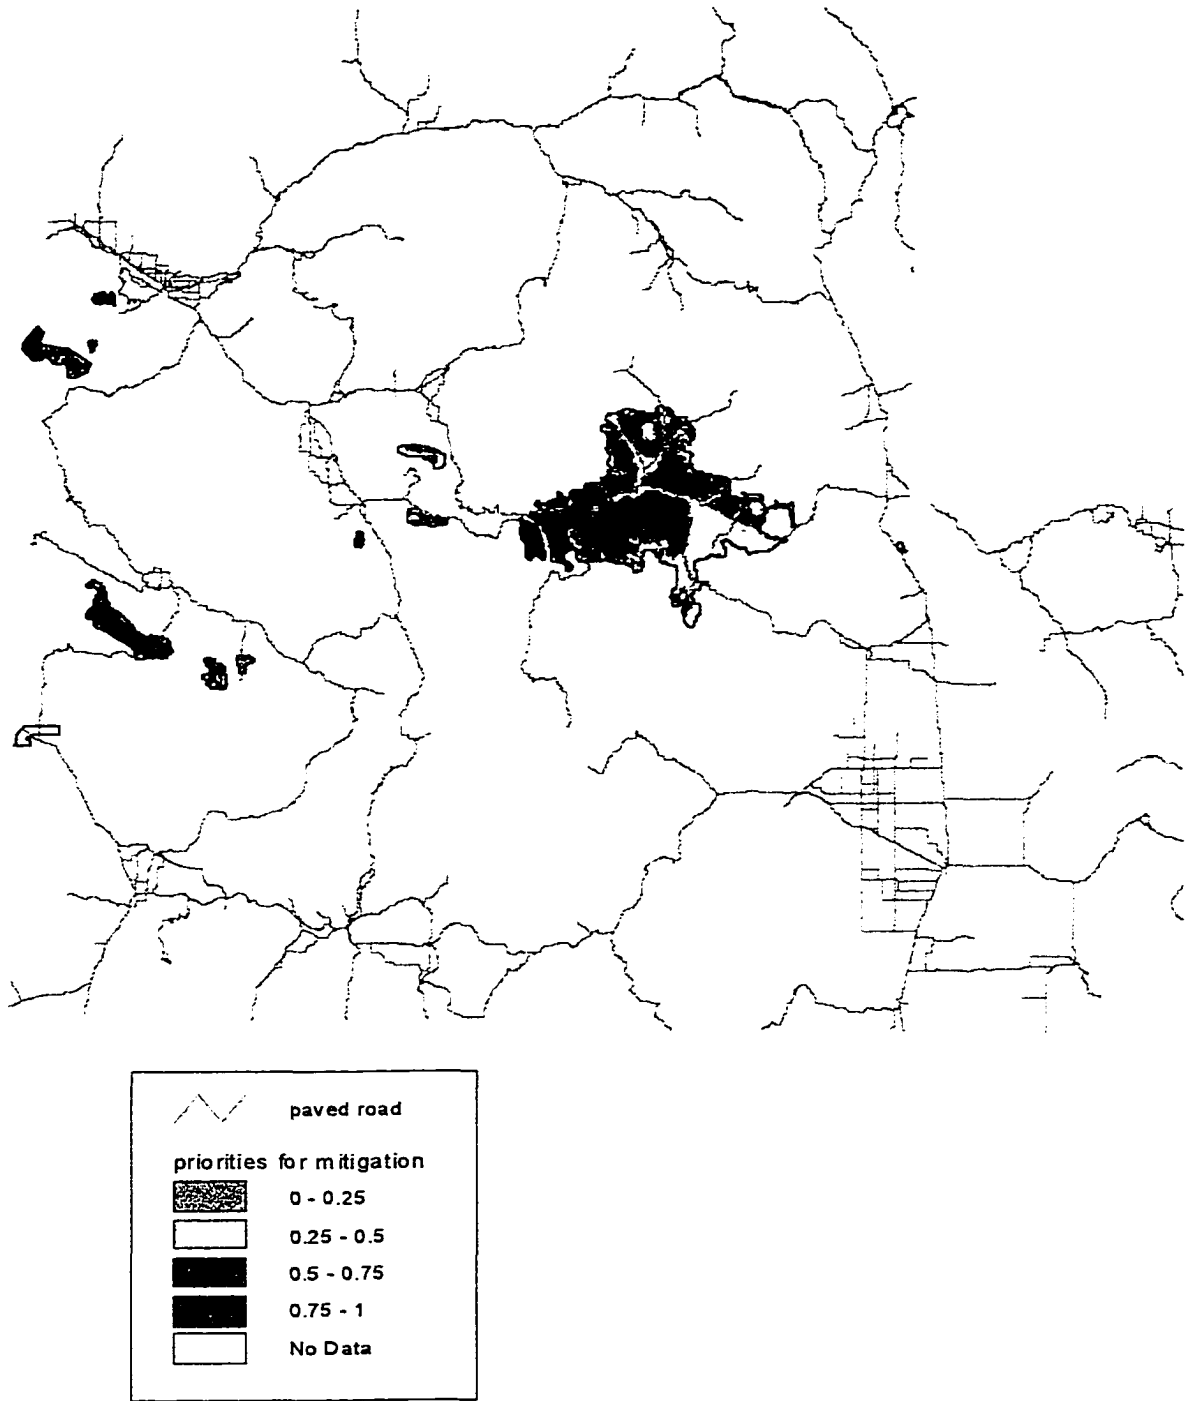 paved road
priorities for mitigation
0 - 0.25
0.25 - 0.5
0.5 - 0.75
0.75 - 1
No Data